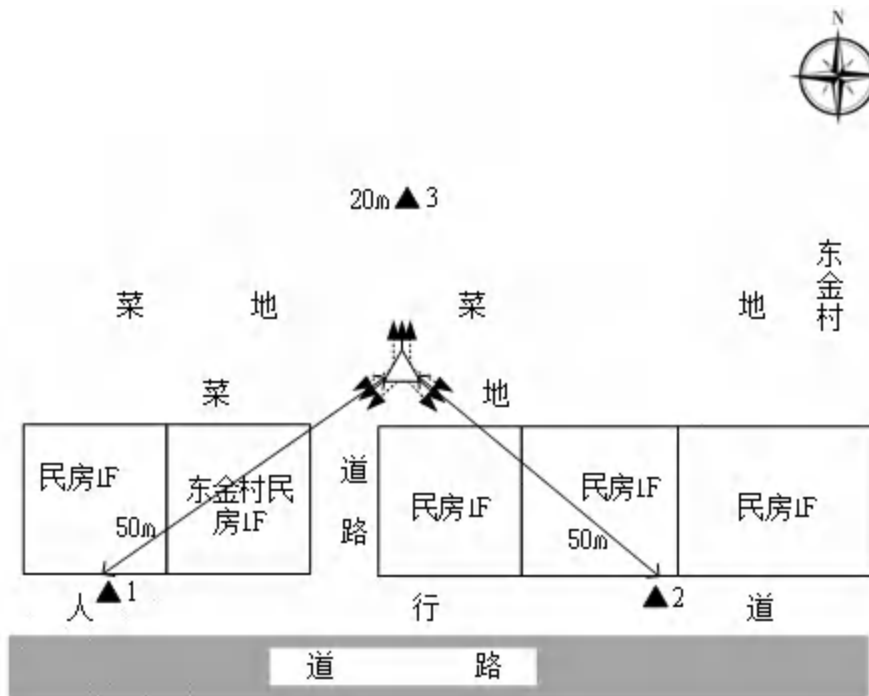 N
20m 3
东金村
菜 地 菜 地
菜 地
民房1F
东金村民房1F
道路
民房1F
民房1F
民房1F
50m
50m
1
2
人 行 道
道 路